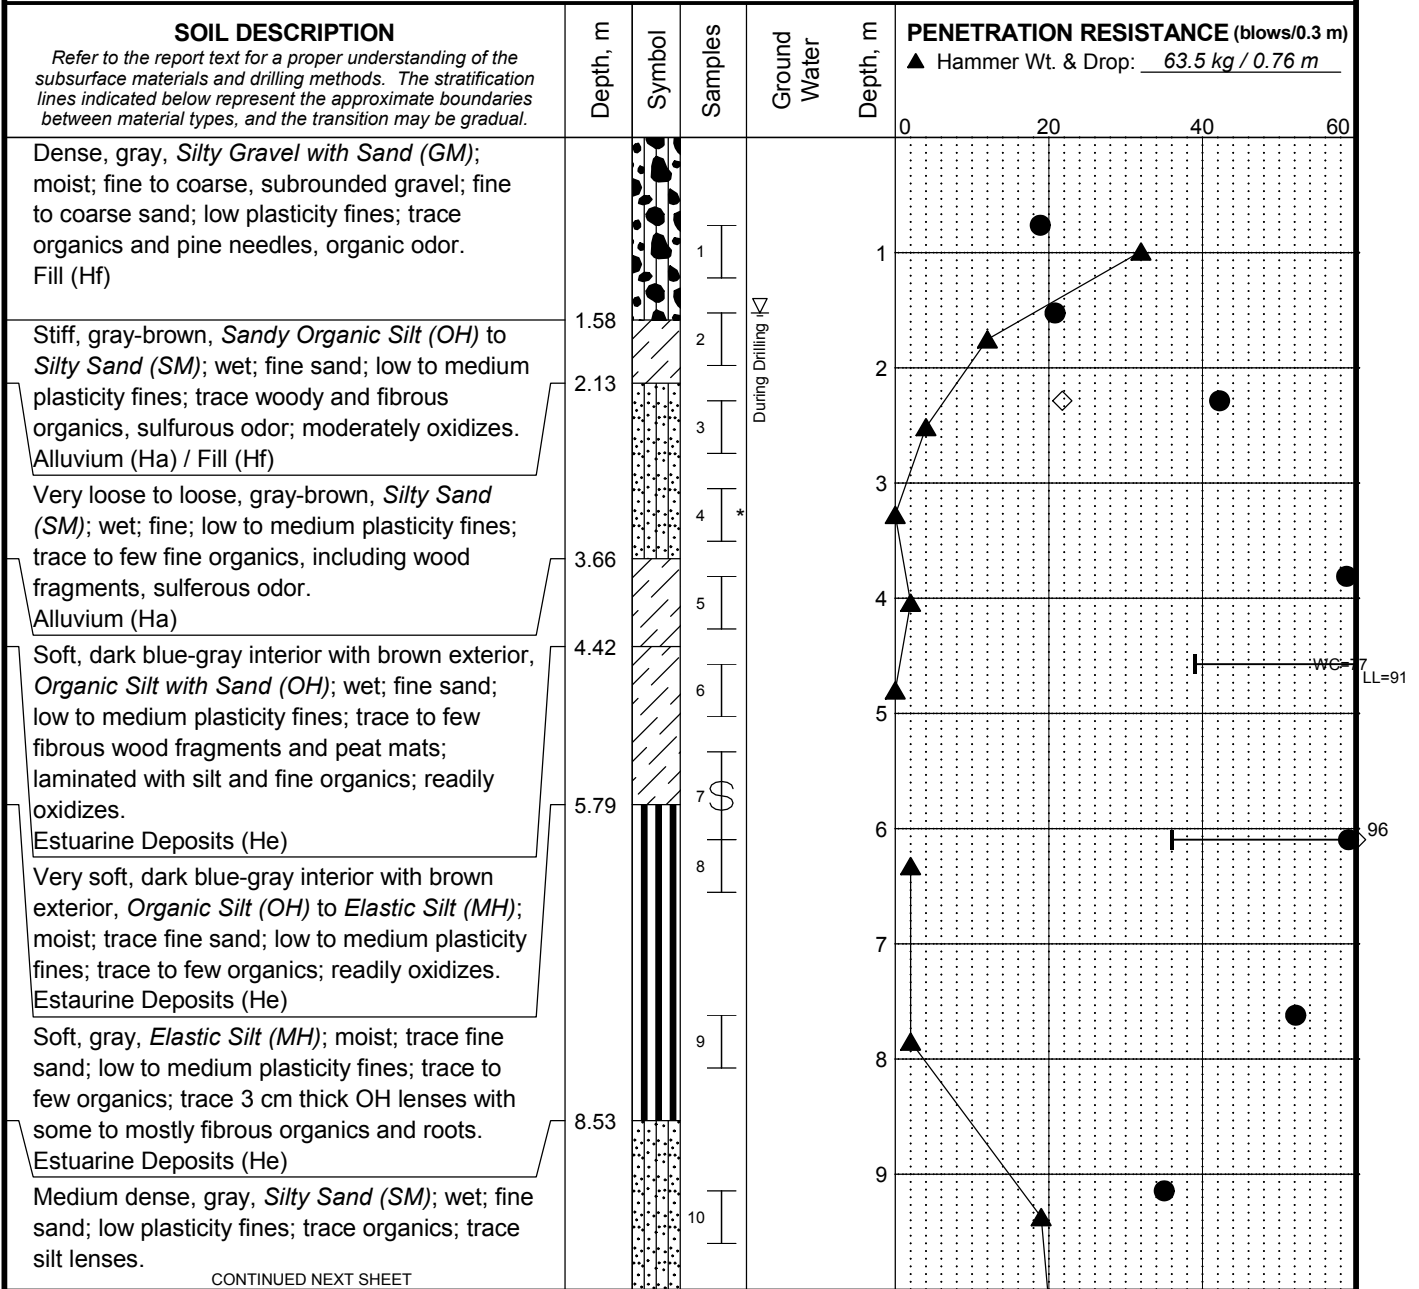 SOIL DESCRIPTION
Refer to the report text for a proper understanding of the
subsurface materials and drilling methods. The stratification
lines indicated below represent the approximate boundaries
between material types, and the transition may be gradual.
Depth, m
Symbol
Samples
Ground
Water
Depth, m
PENETRATION RESISTANCE (blows/0.3 m)
▲ Hammer Wt. & Drop: 63.5 kg / 0.76 m
0 20 40 60
Dense, gray, Silty Gravel with Sand (GM);
moist; fine to coarse, subrounded gravel; fine
to coarse sand; low plasticity fines; trace
organics and pine needles, organic odor.
Fill (Hf)
Stiff, gray-brown, Sandy Organic Silt (OH) to
Silty Sand (SM); wet; fine sand; low to medium
plasticity fines; trace woody and fibrous
organics, sulfurous odor; moderately oxidizes.
Alluvium (Ha) / Fill (Hf)
Very loose to loose, gray-brown, Silty Sand
(SM); wet; fine; low to medium plasticity fines;
trace to few fine organics, including wood
fragments, sulferous odor.
Alluvium (Ha)
Soft, dark blue-gray interior with brown exterior,
Organic Silt with Sand (OH); wet; fine sand;
low to medium plasticity fines; trace to few
fibrous wood fragments and peat mats;
laminated with silt and fine organics; readily
oxidizes.
Estuarine Deposits (He)
Very soft, dark blue-gray interior with brown
exterior, Organic Silt (OH) to Elastic Silt (MH);
moist; trace fine sand; low to medium plasticity
fines; trace to few organics; readily oxidizes.
Estaurine Deposits (He)
Soft, gray, Elastic Silt (MH); moist; trace fine
sand; low to medium plasticity fines; trace to
few organics; trace 3 cm thick OH lenses with
some to mostly fibrous organics and roots.
Estuarine Deposits (He)
Medium dense, gray, Silty Sand (SM); wet; fine
sand; low plasticity fines; trace organics; trace
silt lenses.
CONTINUED NEXT SHEET
1.58
2.13
3.66
4.42
5.79
8.53
1
2
3
4 *
5
6
7
8
9
10
During Drilling
1
2
3
4
5
6
7
8
9
WC=77
LL=91
96